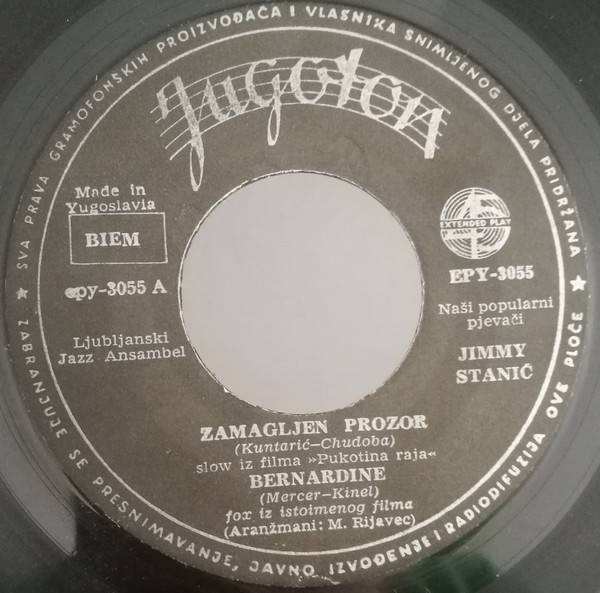 SVA PRAVA GRAMOFONSKIH PROIZVOĐAČA I VLASNIKA SNIMLJENOG DJELA PRIDRŽANA ★
ZABRANJUJE SE PRESNIMAVANJE, JAVNO IZVOĐENJE I RADIODIFUZIJA OVE PLOČE ★
Jugoton
Made in
Yugoslavia
BIEM
epy-3055 A
Ljubljanski
Jazz Ansambel
EXTENDED PLAY
EPY-3055
Naši popularni
pjevači
JIMMY
STANIĆ
ZAMAGLJEN PROZOR
(Kuntarić-Chudoba)
slow iz filma »Pukotina raja«
BERNARDINE
(Mercer-Kinel)
fox iz istoimenog filma
(Aranžmani: M. Rijavec)